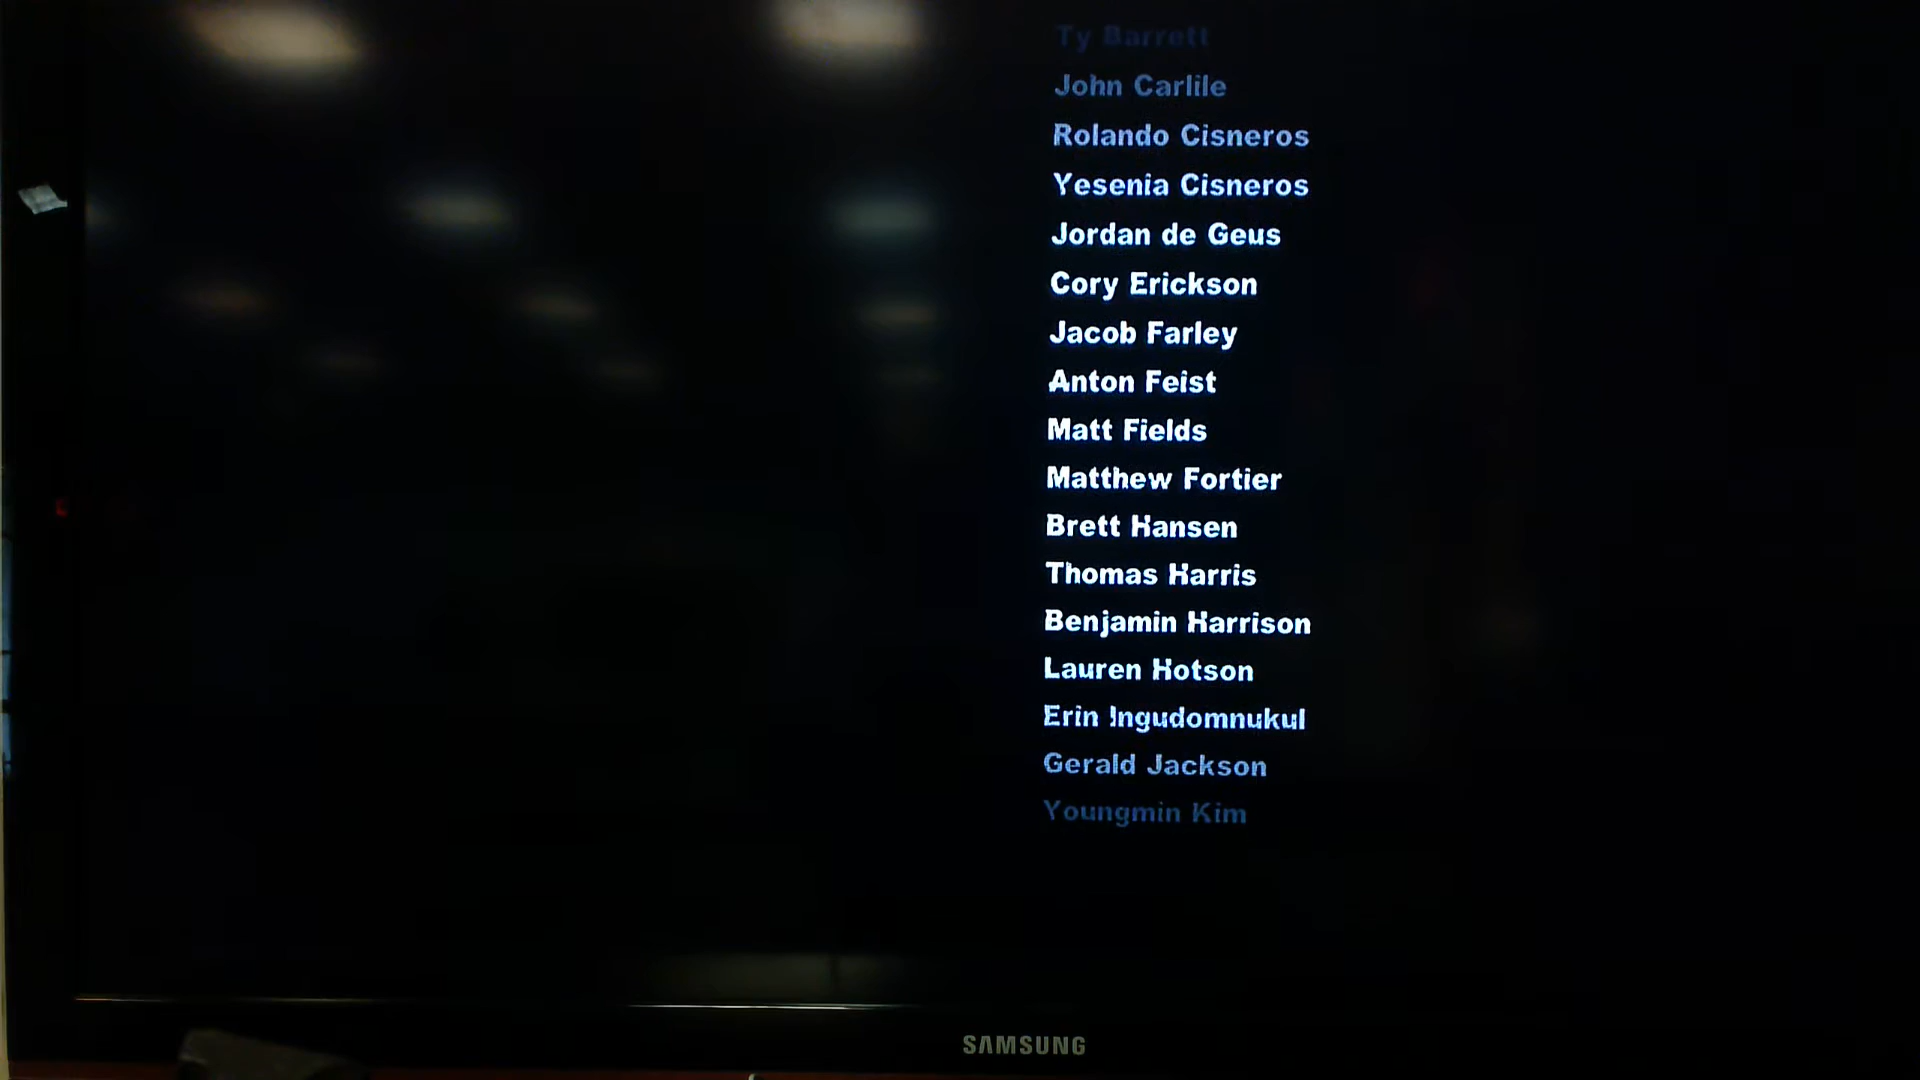 Ty Barrett
John Carlile
Rolando Cisneros
Yesenia Cisneros
Jordan de Geus
Cory Erickson
Jacob Farley
Anton Feist
Matt Fields
Matthew Fortier
Brett Hansen
Thomas Harris
Benjamin Harrison
Lauren Hotson
Erin Ingudomnukul
Gerald Jackson
Youngmin Kim
SAMSUNG